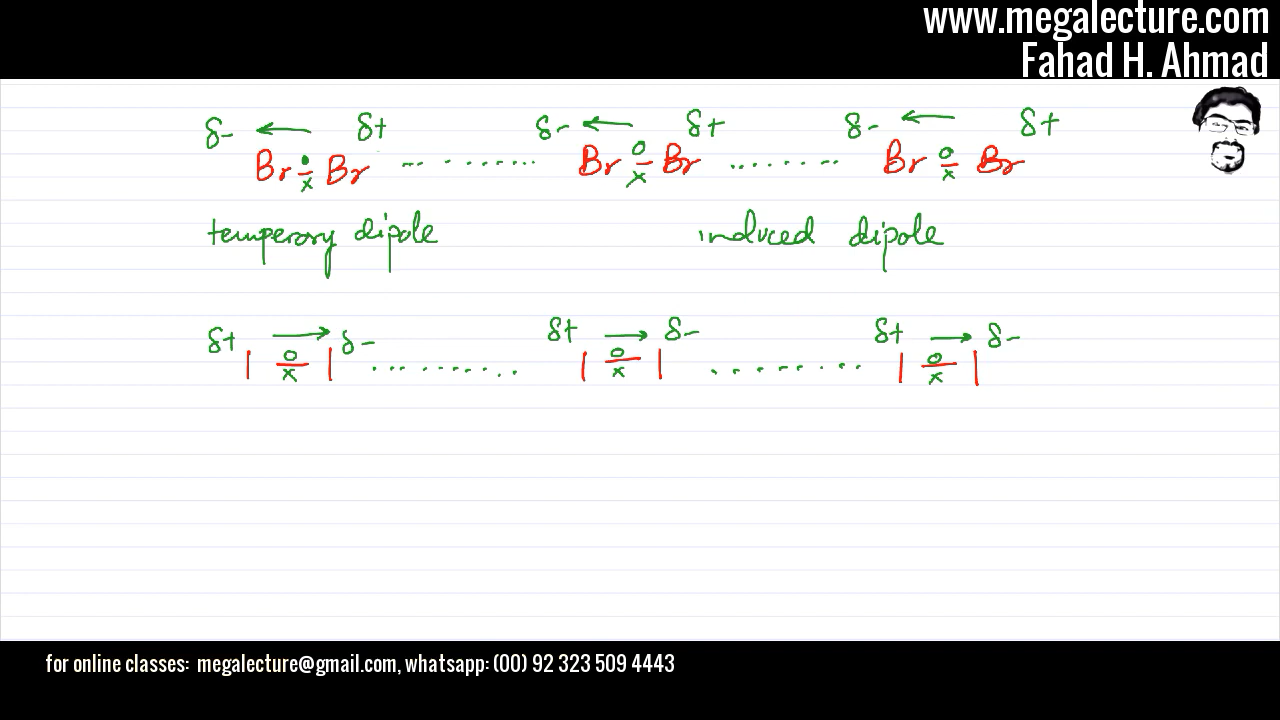 www.megalecture.com
Fahad H. Ahmad
δ- ← δ+ δ- ← δ+ δ- ← δ+
Br •/x Br ............ Br o/x Br ............ Br o/x Br
temperory dipole induced dipole
δ+ → δ- δ+ → δ- δ+ → δ-
I o/x I ............ I o/x I ............ I o/x I
for online classes: megalecture@gmail.com, whatsapp: (00) 92 323 509 4443